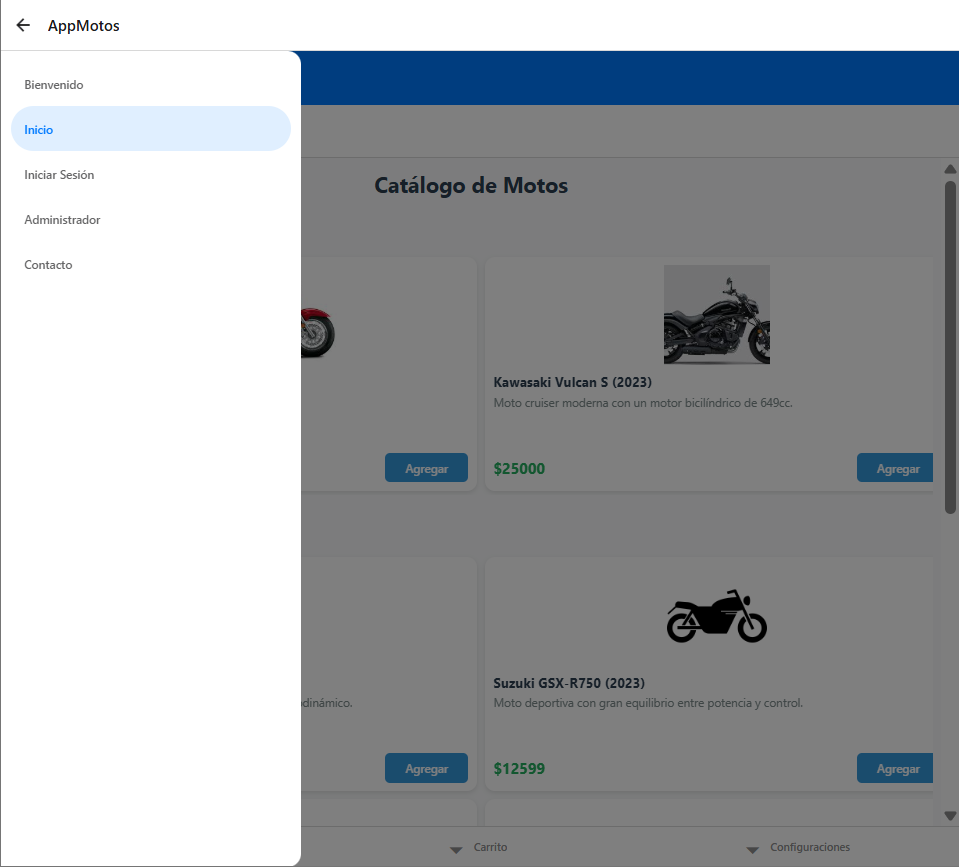 AppMotos
Bienvenido
Inicio
Iniciar Sesión
Administrador
Contacto
Catálogo de Motos
Kawasaki Vulcan S (2023)
Moto cruiser moderna con un motor bicilíndrico de 649cc.
Agregar
$25000
Agregar
Suzuki GSX-R750 (2023)
dinámico.
Moto deportiva con gran equilibrio entre potencia y control.
Agregar
$12599
Agregar
Carrito
Configuraciones